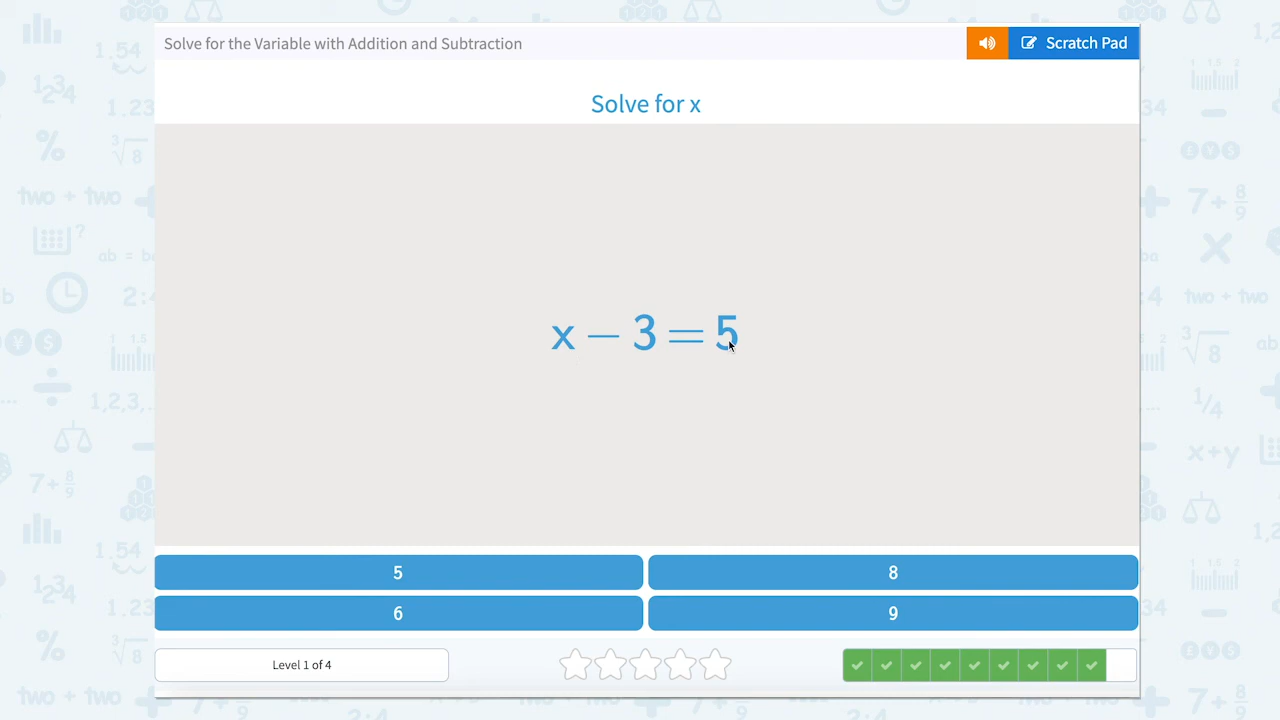 Solve for the Variable with Addition and Subtraction
Scratch Pad
Solve for x
x − 3 = 5
5
8
6
9
Level 1 of 4